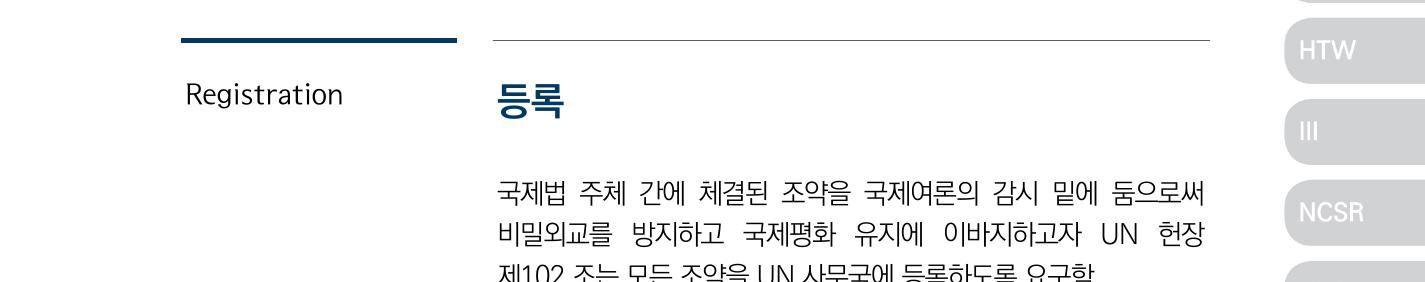 Registration
등록
국제법 주체 간에 체결된 조약을 국제여론의 감시 밑에 둠으로써
비밀외교를 방지하고 국제평화 유지에 이바지하고자 UN 헌장
제102 조는 모든 조약을 UN 사무국에 등록하도록 요구함
HTW
III
NCSR